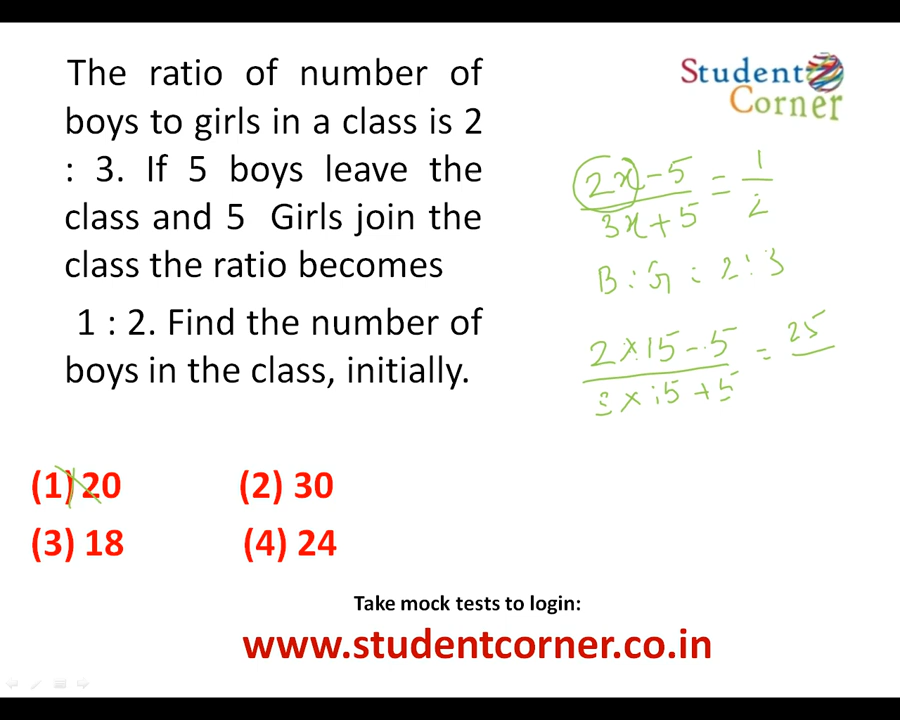 The ratio of number of
boys to girls in a class is 2
: 3. If 5 boys leave the
class and 5 Girls join the
class the ratio becomes
1 : 2. Find the number of
boys in the class, initially.
Student
Corner
2x - 5 / 3x + 5 = 1 / 2
B : G : 2 : 3
2 × 15 - 5 / 3 × 15 + 5 = 25
(1) 20 (2) 30
(3) 18 (4) 24
Take mock tests to login:
www.studentcorner.co.in